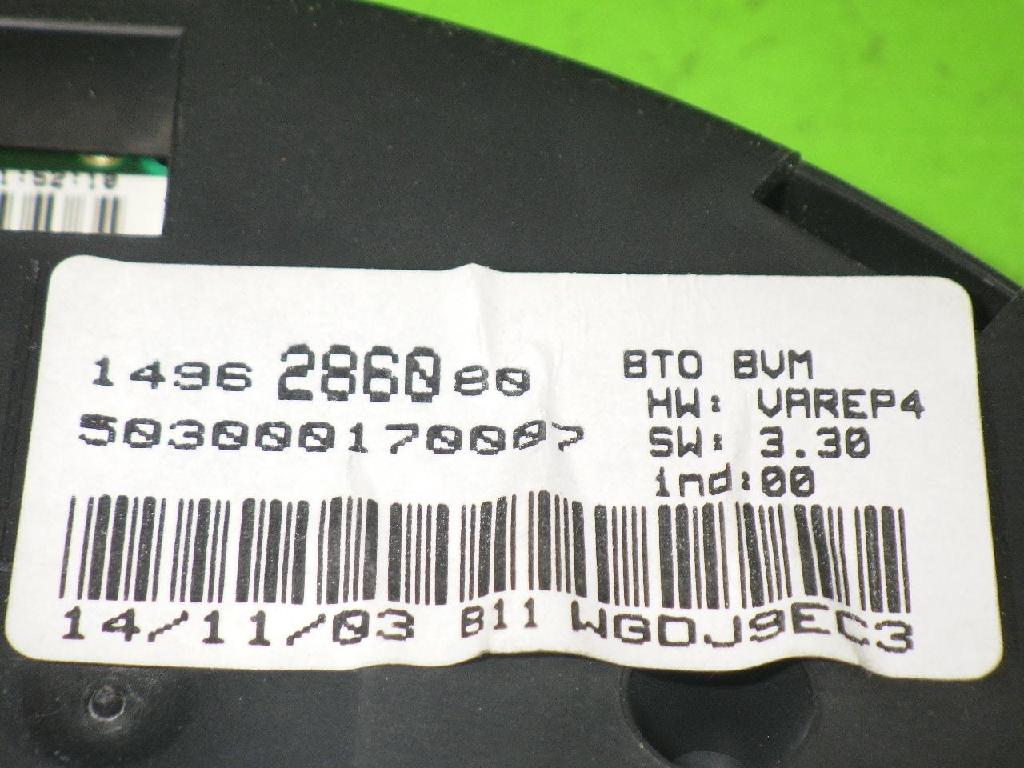 1496 2860 80
503000170007
BTO BVM
HW: VAREP4
SW: 3.30
ind:00
14/11/03 B11 WGDJ9EC3